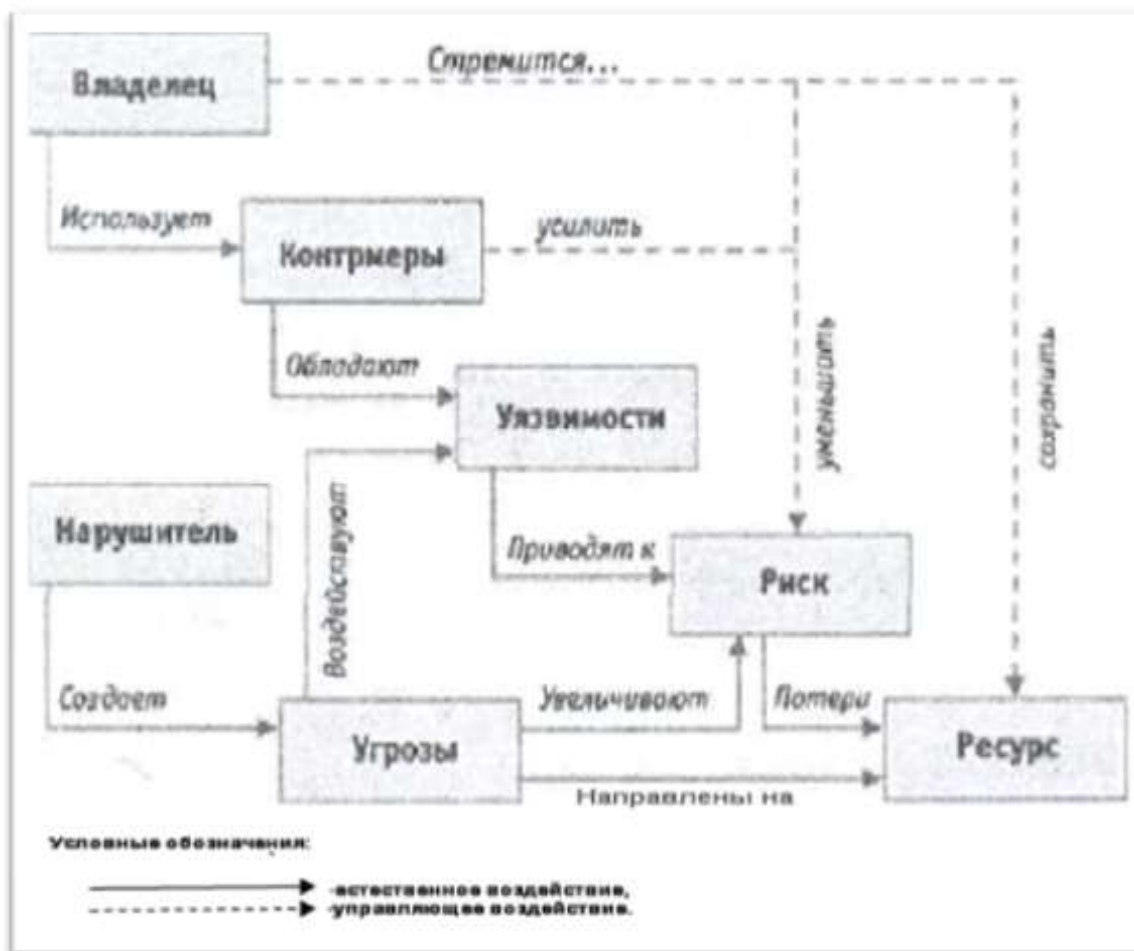 Владелец
Стремится...
Использует
Контрмеры
усилить
Обладают
Уязвимости
уменьшить
сохранить
Нарушитель
Воздействуют
Приводят к
Риск
Создает
Угрозы
Увеличивают
Потери
Ресурс
Направлены на
Условные обозначения:
-естественное воздействие,
-управляющее воздействие.